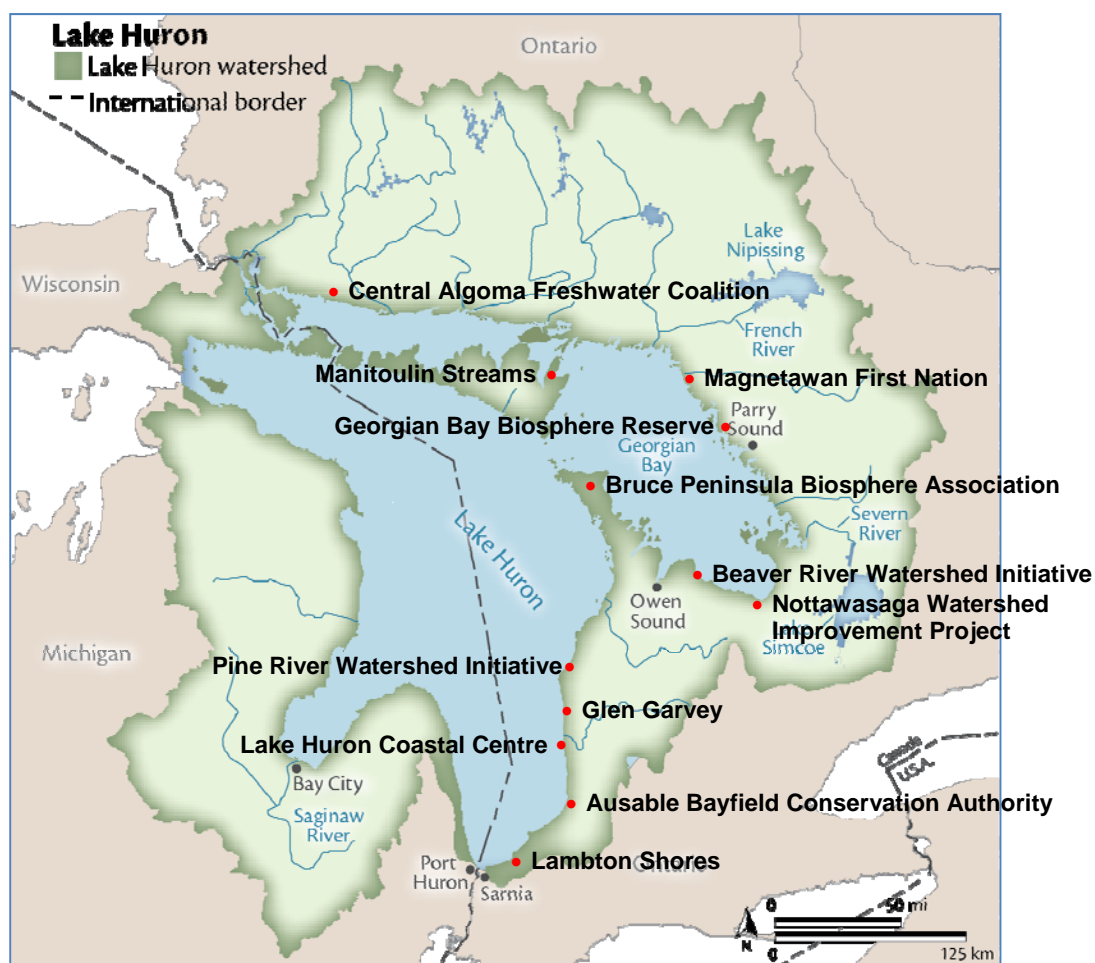 Lake Huron
Ontario
Lake Huron watershed
International border
Lake
Nipissing
Wisconsin
Central Algoma Freshwater Coalition
French
River
Manitoulin Streams
Magnetawan First Nation
Parry
Sound
Georgian Bay Biosphere Reserve
Georgian
Bay
Bruce Peninsula Biosphere Association
Severn
River
Lake Huron
Beaver River Watershed Initiative
Owen
Sound
Nottawasaga Watershed
Improvement Project
Lake
Simcoe
Michigan
Pine River Watershed Initiative
Glen Garvey
Lake Huron Coastal Centre
Canada
U.S.A.
Bay City
Ausable Bayfield Conservation Authority
Saginaw
River
Lambton Shores
Ontario
Port
Huron
Sarnia
0 50 mi
N
0 125 km